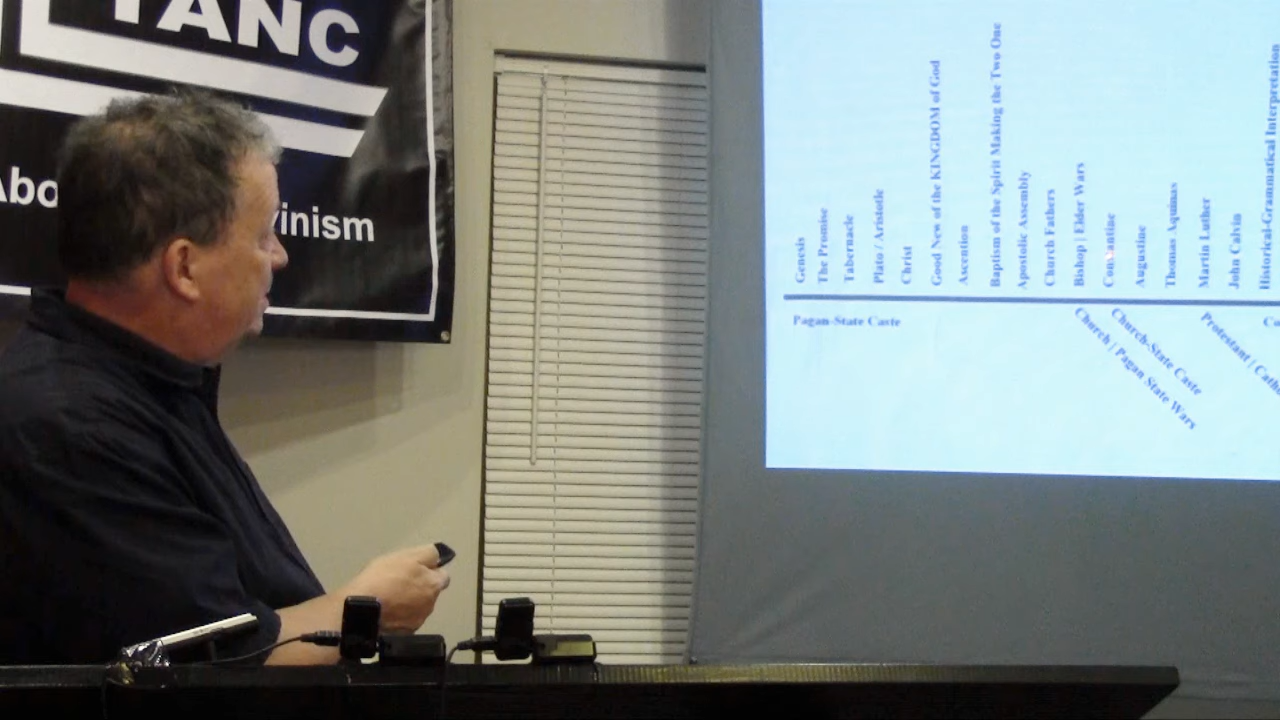 TANC
Abo
vinism
Genesis
The Promise
Tabernacle
Plato / Aristotle
Christ
Good New of the KINGDOM of God
Ascention
Baptism of the Spirit Making the Two One
Apostolic Assembly
Church Fathers
Bishop | Elder Wars
Constantine
Augustine
Thomas Aquinas
Martin Luther
John Calvin
Historical-Grammatical Interpretation
Pagan-State Caste
Church | Pagan State Wars
Church-State Caste
Protestant | Catho